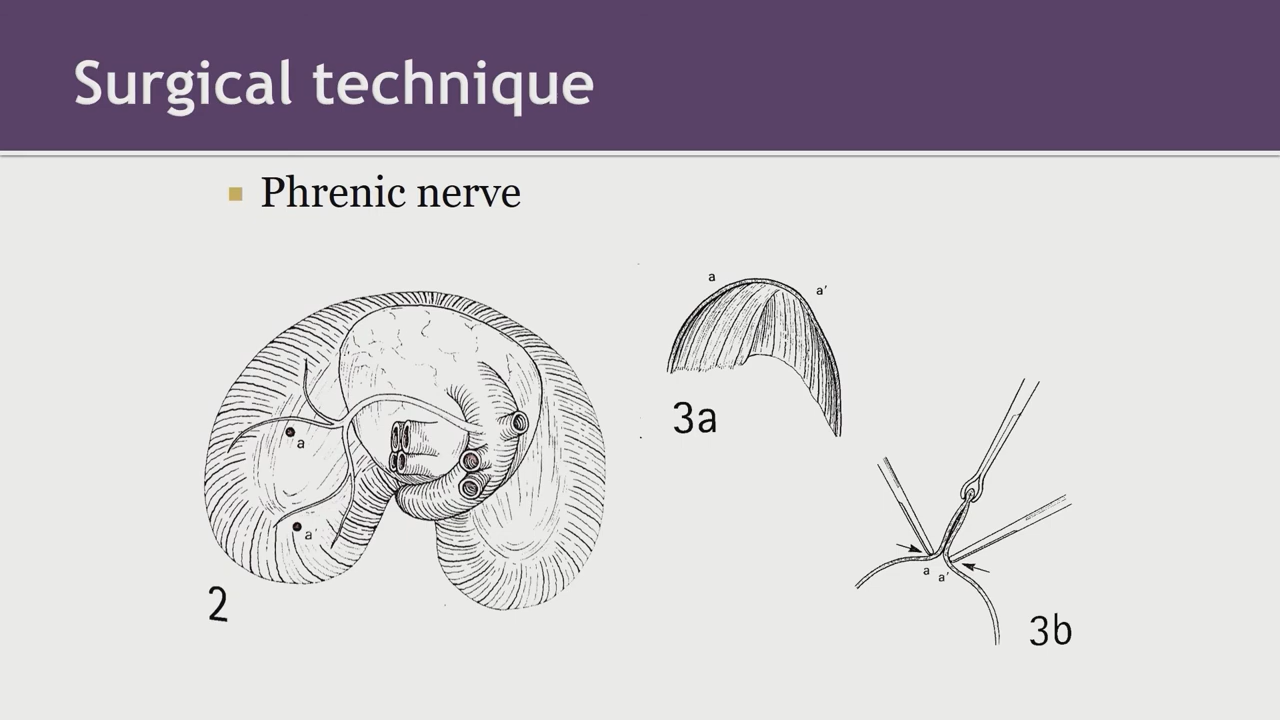 Surgical technique
Phrenic nerve
a
a'
3a
a
a'
2
a a'
3b